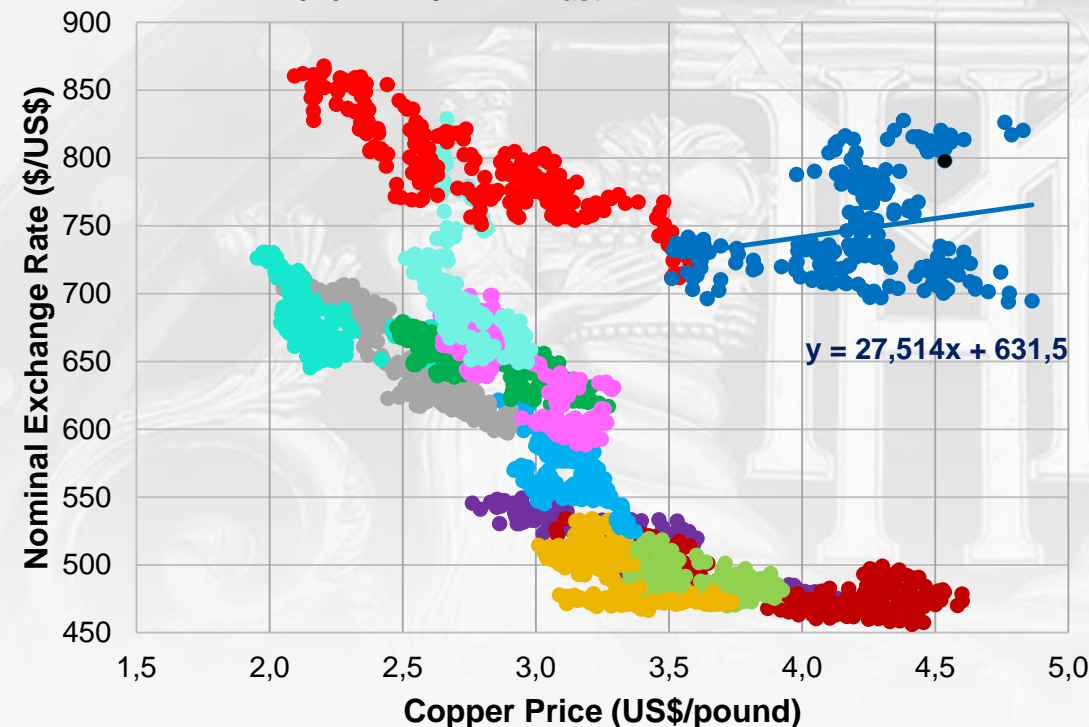 900
850
800
750
700
650
600
550
500
450
Nominal Exchange Rate ($/US$)
y = 27,514x + 631,5
1,5 2,0 2,5 3,0 3,5 4,0 4,5 5,0
Copper Price (US$/pound)